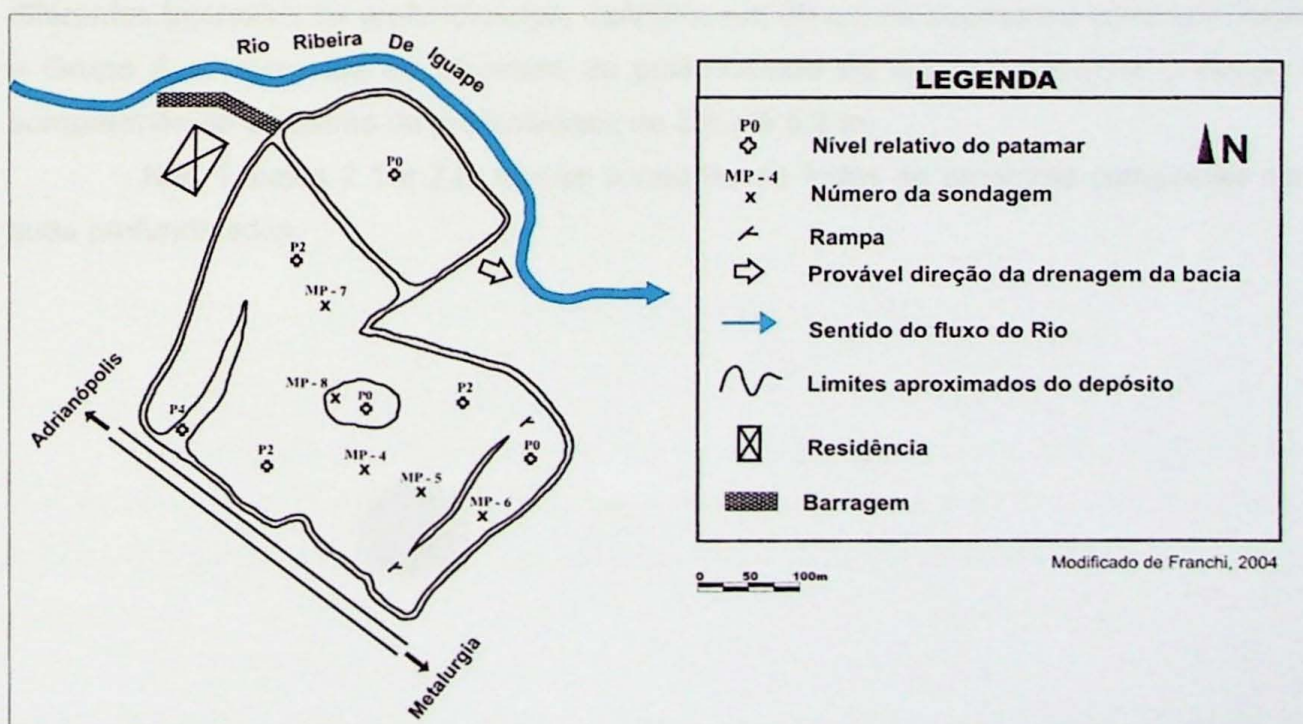 Rio Ribeira De Iguape
P0
P2
MP - 7
MP - 8
P0
P2
P4
P2
MP - 4
P0
MP - 5
MP - 6
Adrianópolis
Metalurgia
LEGENDA
N
P0
Nível relativo do patamar
MP - 4
Número da sondagem
Rampa
Provável direção da drenagem da bacia
Sentido do fluxo do Rio
Limites aproximados do depósito
Residência
Barragem
Modificado de Franchi, 2004
0 50 100m